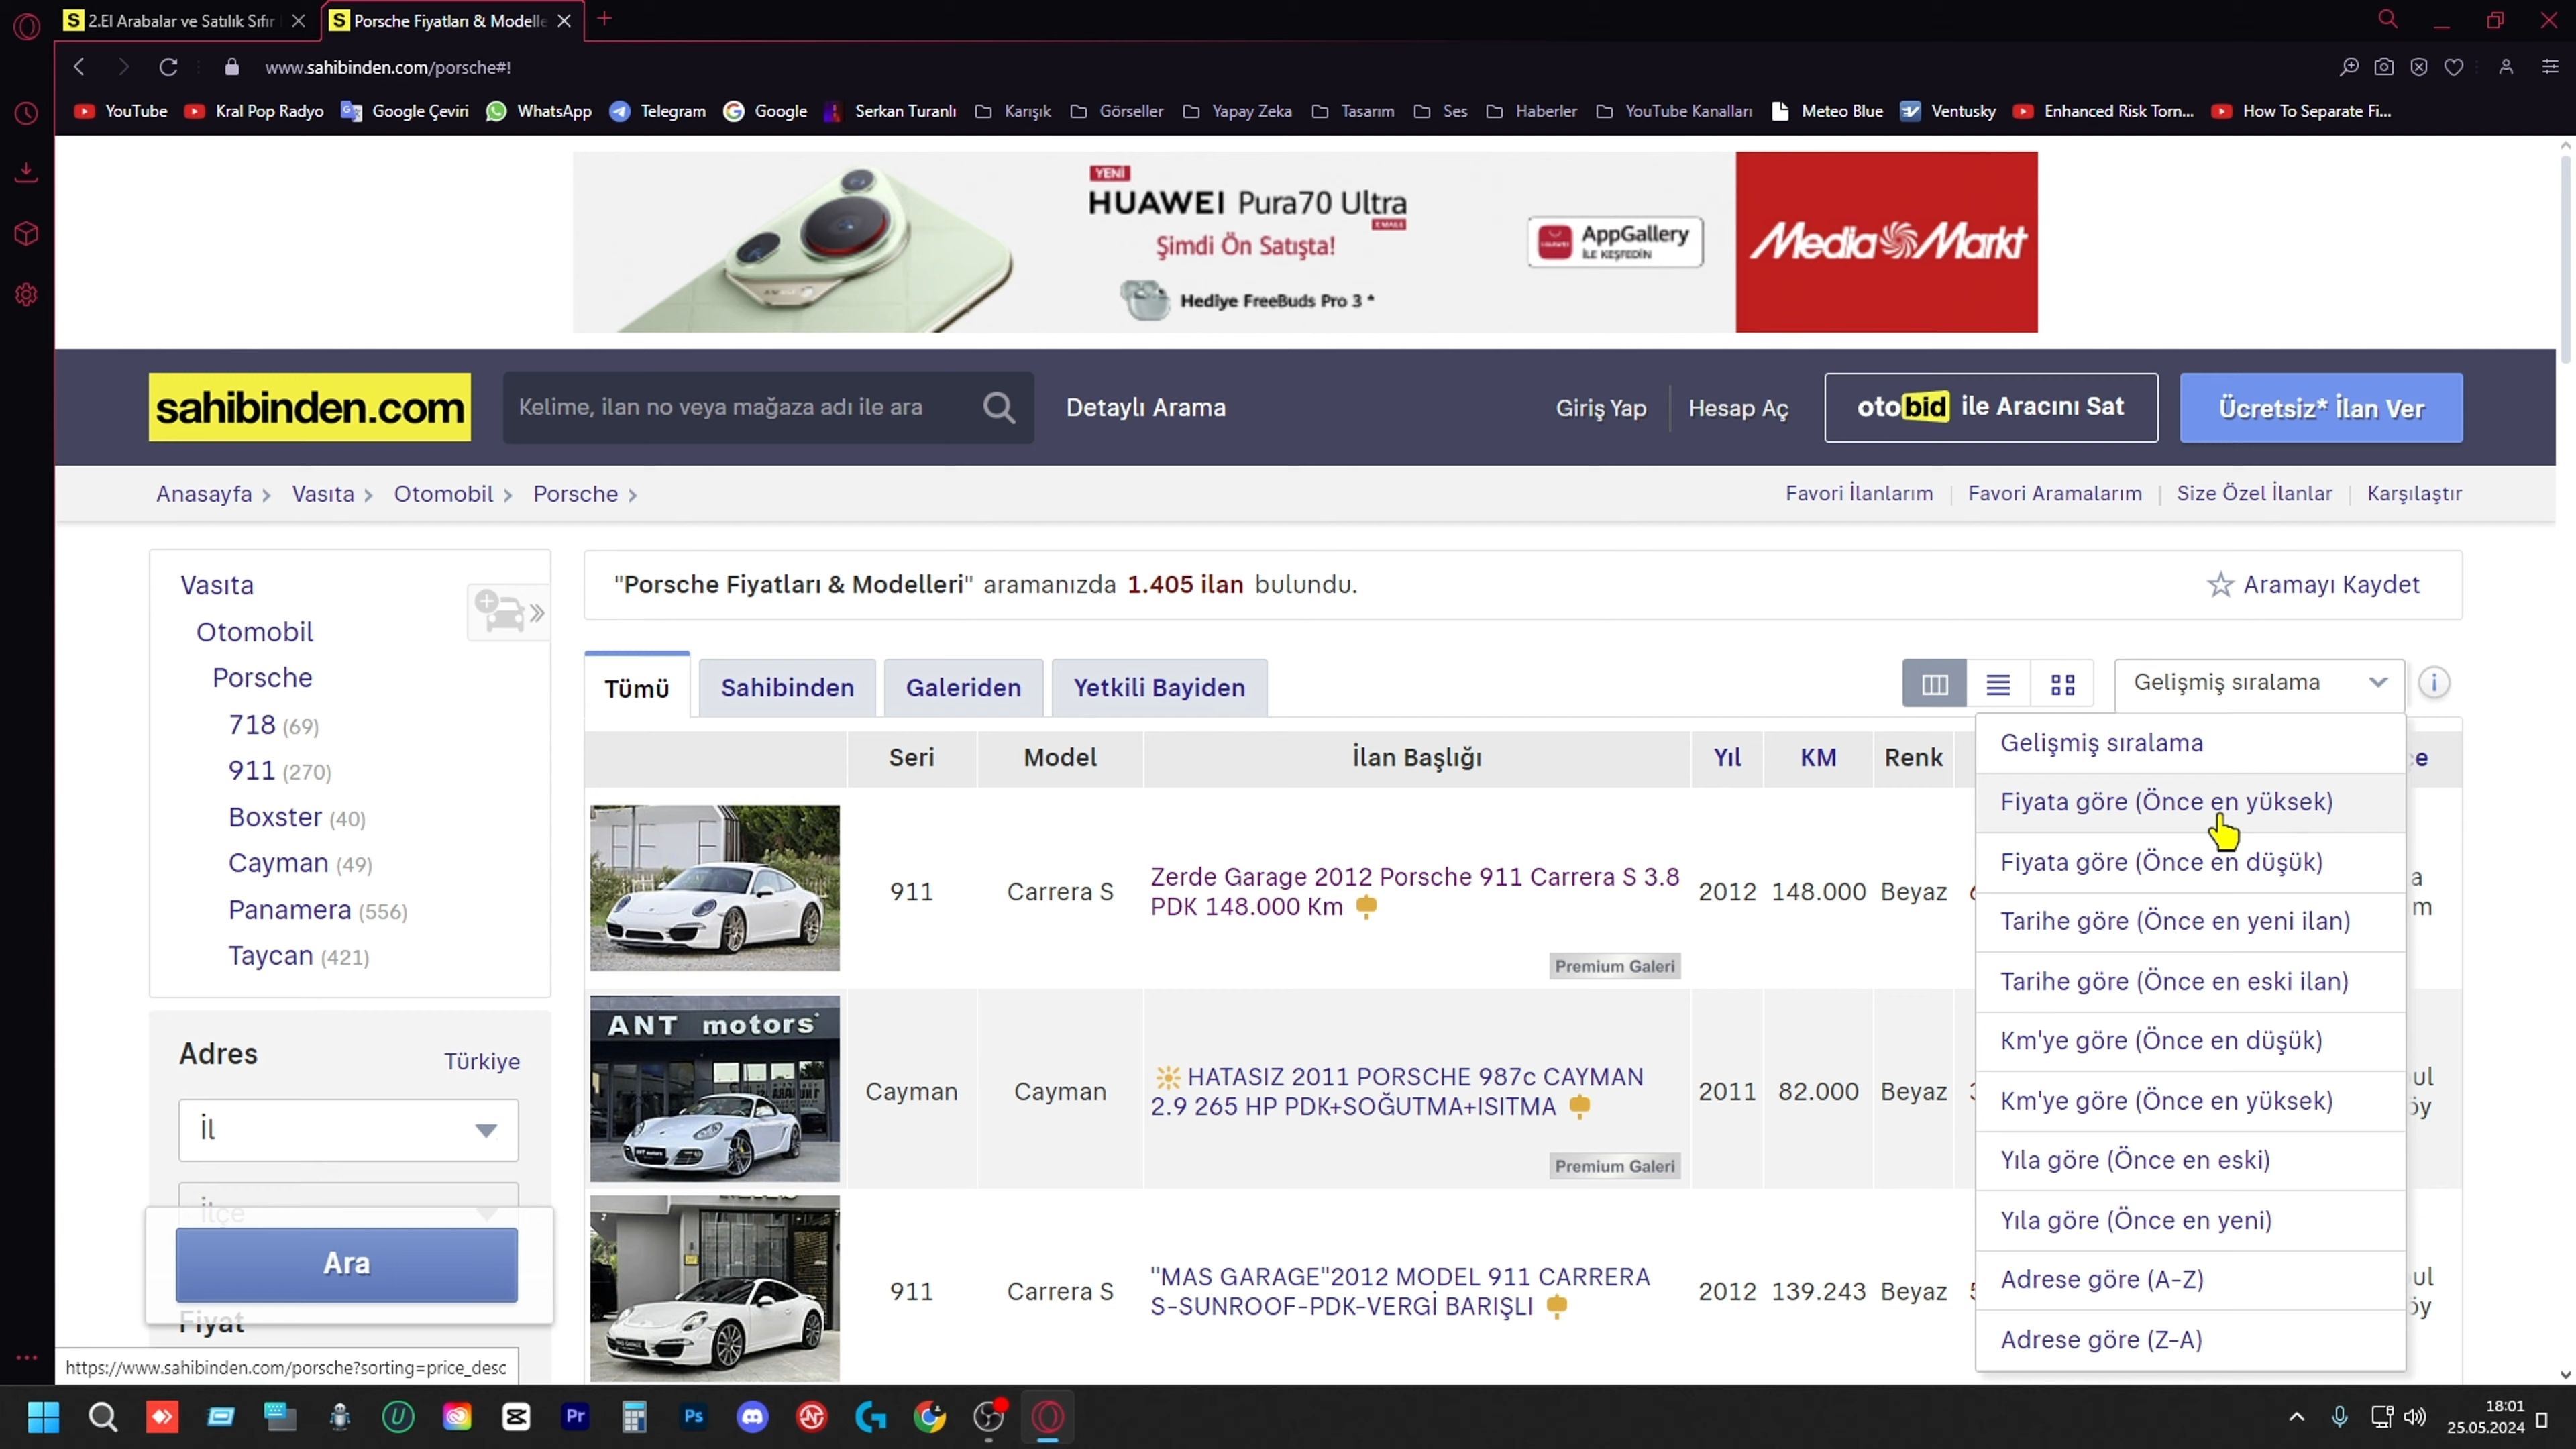 2.El Arabalar ve Satılık Sıfır
Porsche Fiyatları & Modelle
www.sahibinden.com/porsche#!
YouTube
Kral Pop Radyo
Google Çeviri
WhatsApp
Telegram
Google
Serkan Turanlı
Karışık
Görseller
Yapay Zeka
Tasarım
Ses
Haberler
YouTube Kanalları
Meteo Blue
Ventusky
Enhanced Risk Torn...
How To Separate Fi...
YENİ
HUAWEI Pura70 Ultra
Şimdi Ön Satışta!
Hediye FreeBuds Pro 3 *
AppGallery
İLE KEŞFEDİN
Media Markt
sahibinden.com
Kelime, ilan no veya mağaza adı ile ara
Detaylı Arama
Giriş Yap
Hesap Aç
otobid ile Aracını Sat
Ücretsiz* İlan Ver
Anasayfa
Vasıta
Otomobil
Porsche
Favori İlanlarım
Favori Aramalarım
Size Özel İlanlar
Karşılaştır
Vasıta
Otomobil
Porsche
718 (69)
911 (270)
Boxster (40)
Cayman (49)
Panamera (556)
Taycan (421)
Adres
Türkiye
İl
İlçe
Ara
Fiyat
"Porsche Fiyatları & Modelleri" aramanızda 1.405 ilan bulundu.
Aramayı Kaydet
Tümü
Sahibinden
Galeriden
Yetkili Bayiden
Gelişmiş sıralama
Seri
Model
İlan Başlığı
Yıl
KM
Renk
911
Carrera S
Zerde Garage 2012 Porsche 911 Carrera S 3.8
PDK 148.000 Km
2012
148.000
Beyaz
Premium Galeri
ANT motors
Cayman
Cayman
HATASIZ 2011 PORSCHE 987c CAYMAN
2.9 265 HP PDK+SOĞUTMA+ISITMA
2011
82.000
Beyaz
Premium Galeri
911
Carrera S
"MAS GARAGE"2012 MODEL 911 CARRERA
S-SUNROOF-PDK-VERGİ BARIŞLI
2012
139.243
Beyaz
Gelişmiş sıralama
Fiyata göre (Önce en yüksek)
Fiyata göre (Önce en düşük)
Tarihe göre (Önce en yeni ilan)
Tarihe göre (Önce en eski ilan)
Km'ye göre (Önce en düşük)
Km'ye göre (Önce en yüksek)
Yıla göre (Önce en eski)
Yıla göre (Önce en yeni)
Adrese göre (A-Z)
Adrese göre (Z-A)
https://www.sahibinden.com/porsche?sorting=price_desc
Pr
Ps
18:01
25.05.2024